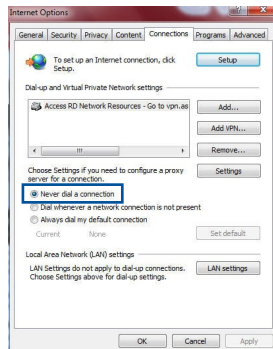 Internet Options
General Security Privacy Content Connections Programs Advanced
To set up an Internet connection, click
Setup.
Setup
Dial-up and Virtual Private Network settings
Access RD Network Resources - Go to vpn.as
Add...
Add VPN...
Remove...
Choose Settings if you need to configure a proxy
server for a connection.
Settings
Never dial a connection
Dial whenever a network connection is not present
Always dial my default connection
Current None
Set default
Local Area Network (LAN) settings
LAN Settings do not apply to dial-up connections.
Choose Settings above for dial-up settings.
LAN settings
OK Cancel Apply